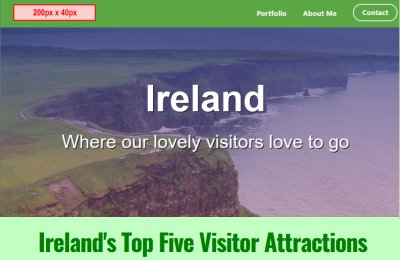 200px x 40px
Portfolio
About Me
Contact
Ireland
Where our lovely visitors love to go
Ireland's Top Five Visitor Attractions